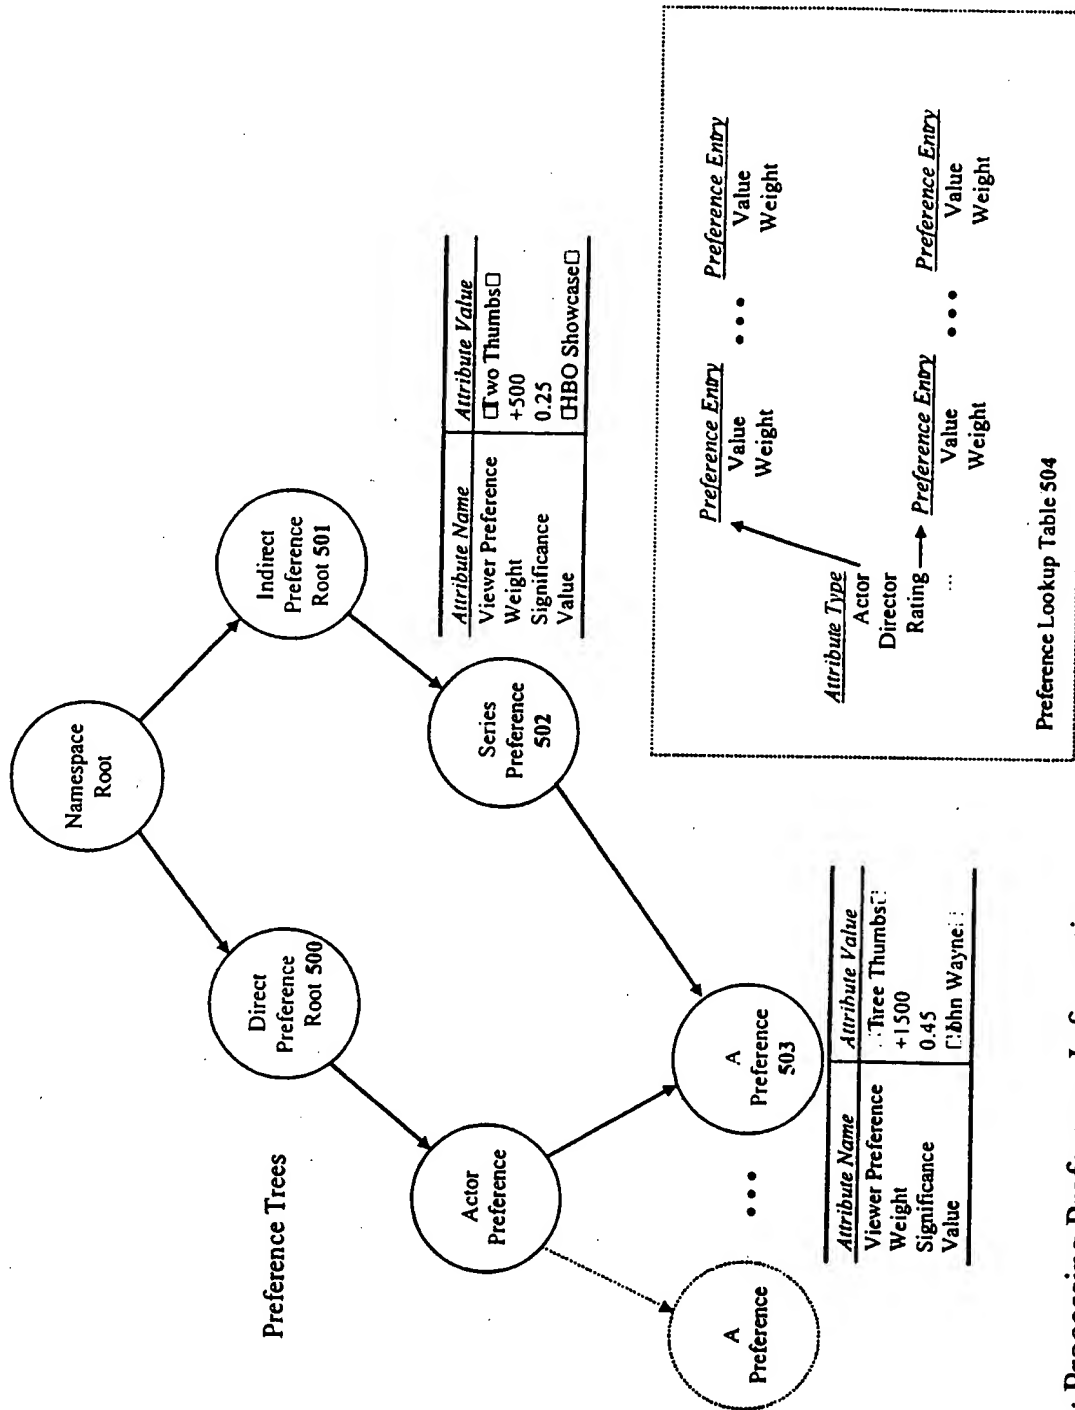 Preference Trees
Namespace
Root
Direct
Preference
Root 500
Indirect
Preference
Root 501
Actor
Preference
Series
Preference
502
A
Preference
• • •
A
Preference
503
Attribute Name Attribute Value
Viewer Preference □Two Thumbs□
Weight +500
Significance 0.25
Value □HBO Showcase□
Attribute Name Attribute Value
Viewer Preference Three Thumbs□
Weight +1500
Significance 0.45
Value Wayne
Attribute Type
Actor
Director
Rating
...
Preference Entry • • • Preference Entry
Value Value
Weight Weight
Preference Entry • • • Preference Entry
Value Value
Weight Weight
Preference Lookup Table 504
Processing Preference Information